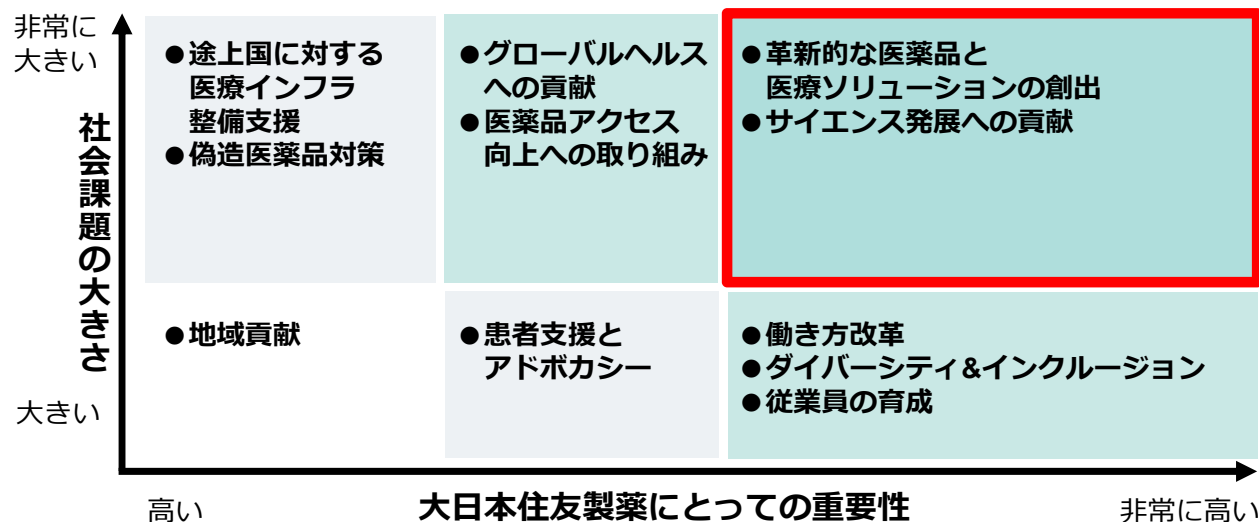 非常に
大きい
社会課題の大きさ
大きい
●途上国に対する
医療インフラ
整備支援
●偽造医薬品対策
●グローバルヘルス
への貢献
●医薬品アクセス
向上への取り組み
●革新的な医薬品と
医療ソリューションの創出
●サイエンス発展への貢献
●地域貢献
●患者支援と
アドボカシー
●働き方改革
●ダイバーシティ&インクルージョン
●従業員の育成
高い
大日本住友製薬にとっての重要性
非常に高い